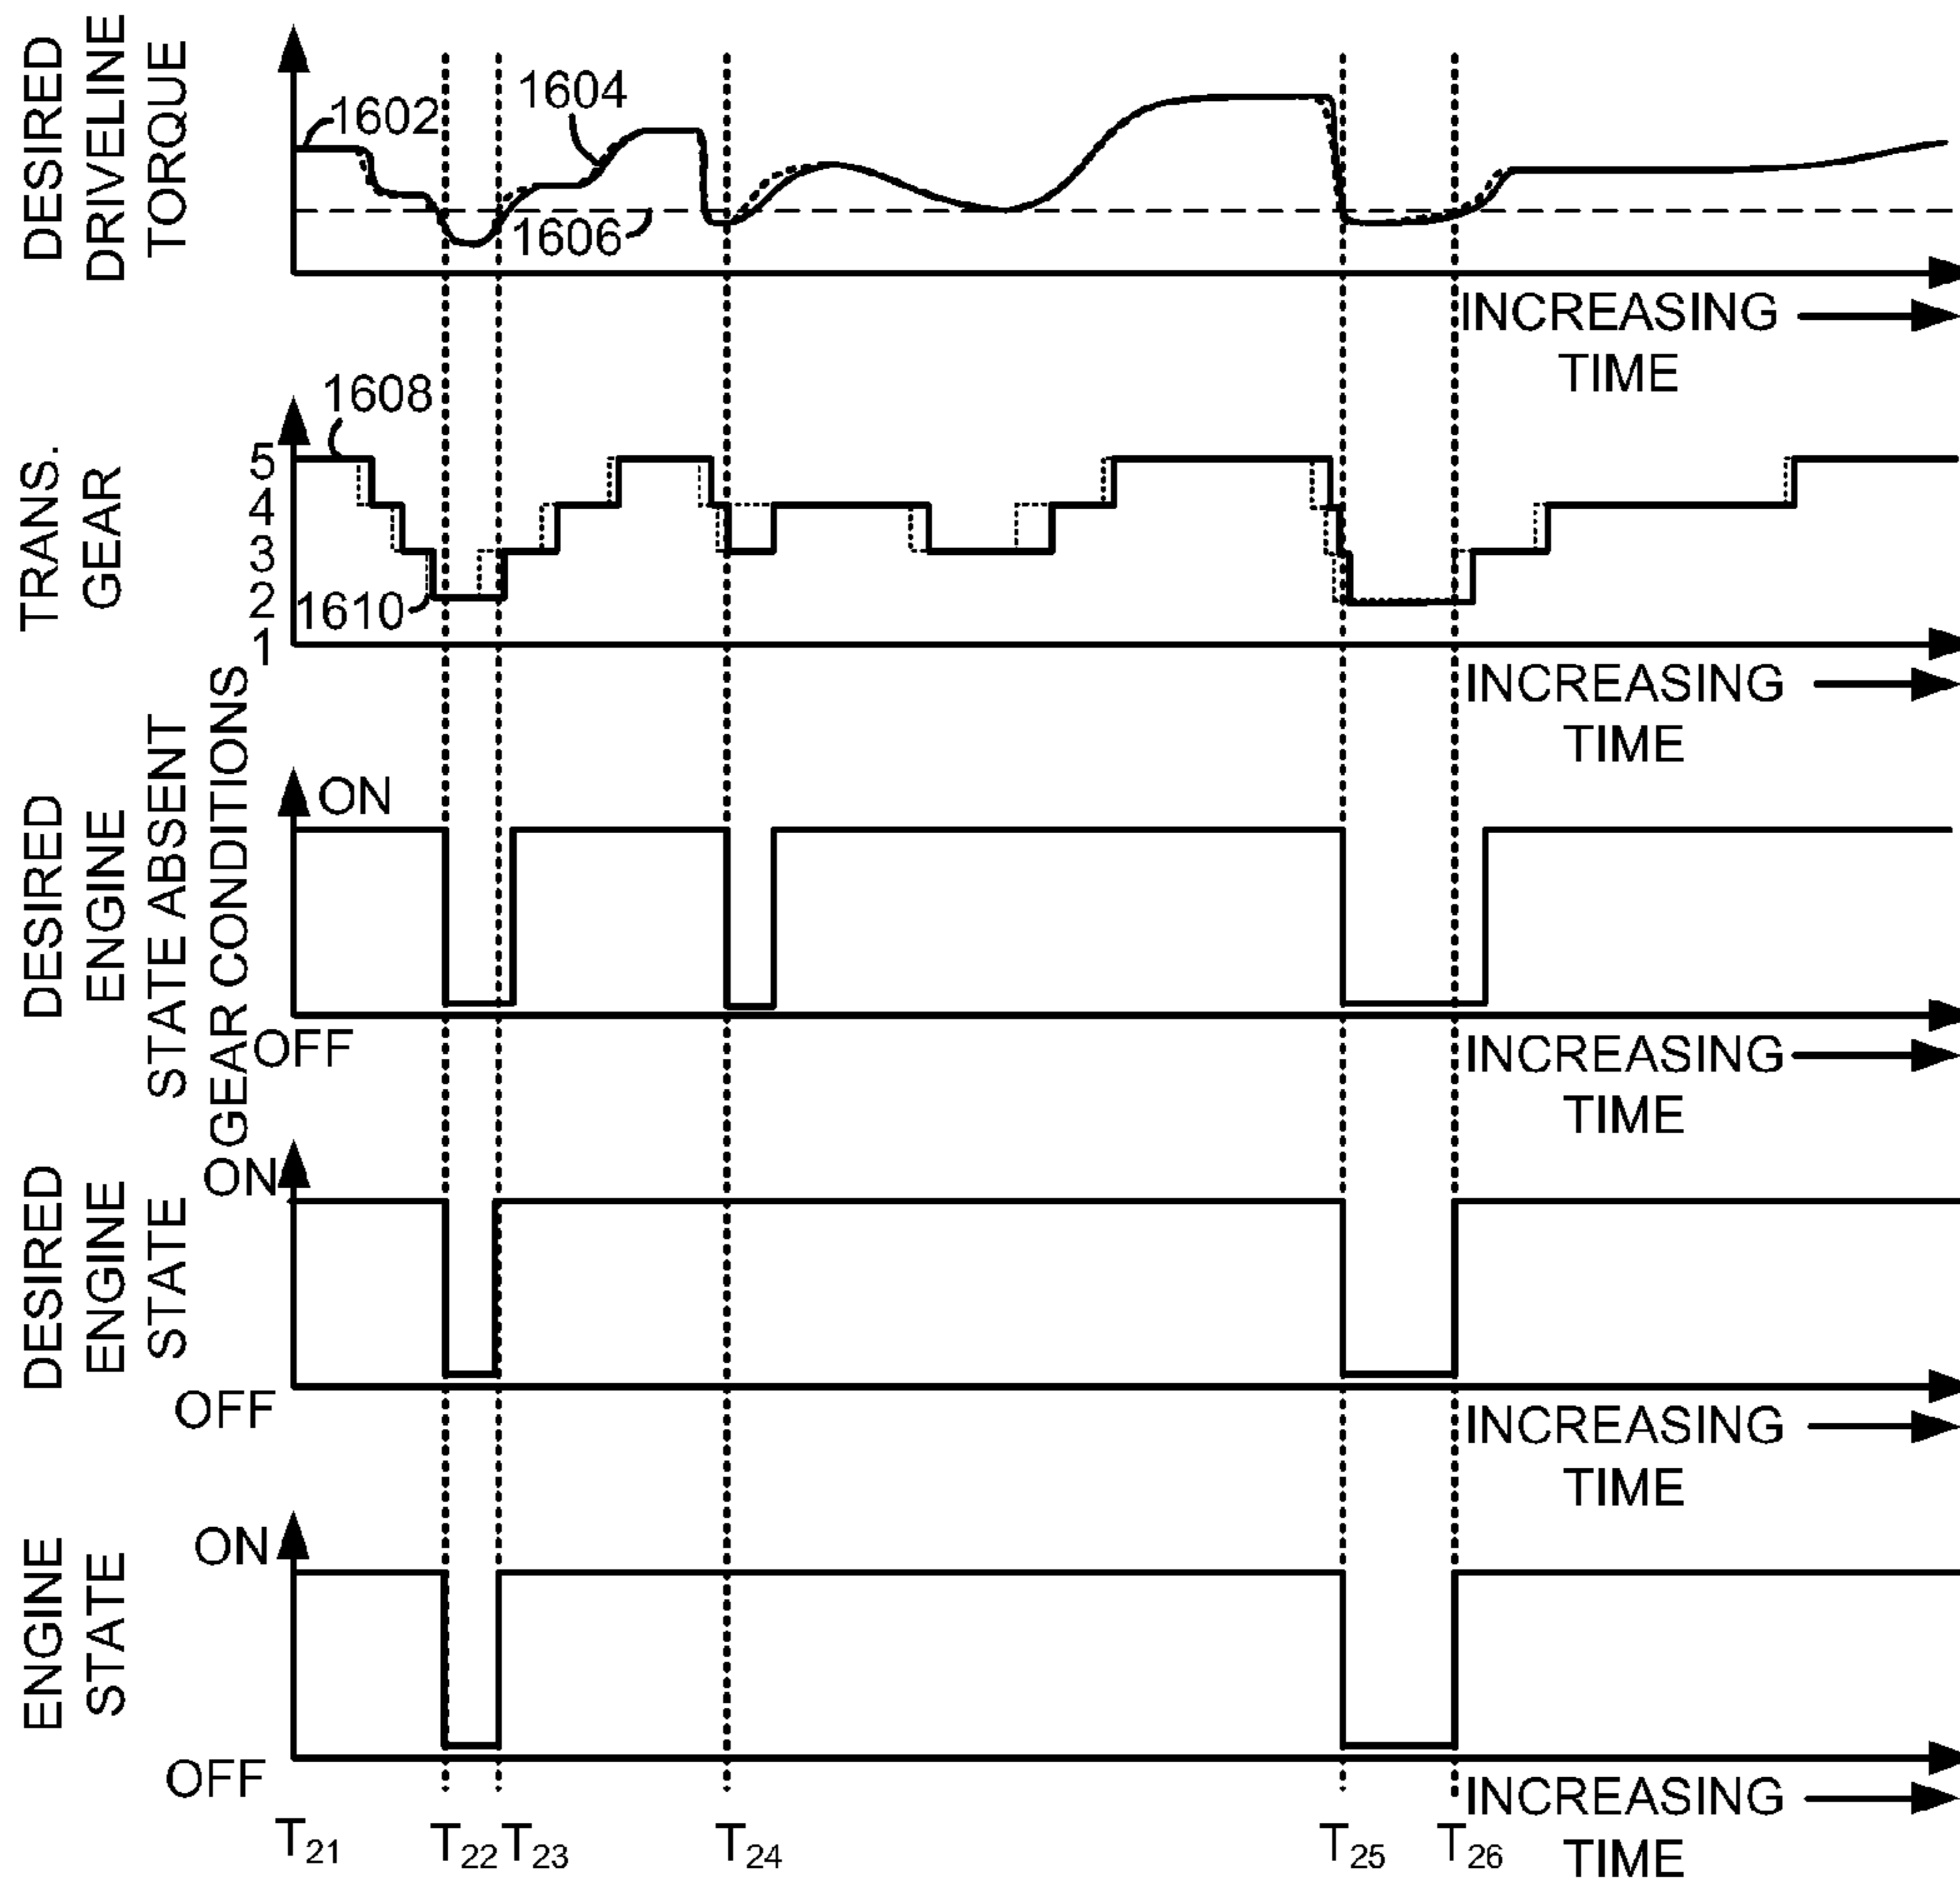 DESIRED
DRIVELINE
TORQUE
1602
1604
1606
INCREASING
TIME
TRANS.
GEAR
1608
5
4
3
2
1
1610
INCREASING
TIME
DESIRED
ENGINE
STATE ABSENT
GEAR CONDITIONS
ON
OFF
INCREASING
TIME
DESIRED
ENGINE
STATE
ON
OFF
INCREASING
TIME
ENGINE
STATE
ON
OFF
INCREASING
TIME
T21 T22 T23 T24 T25 T26